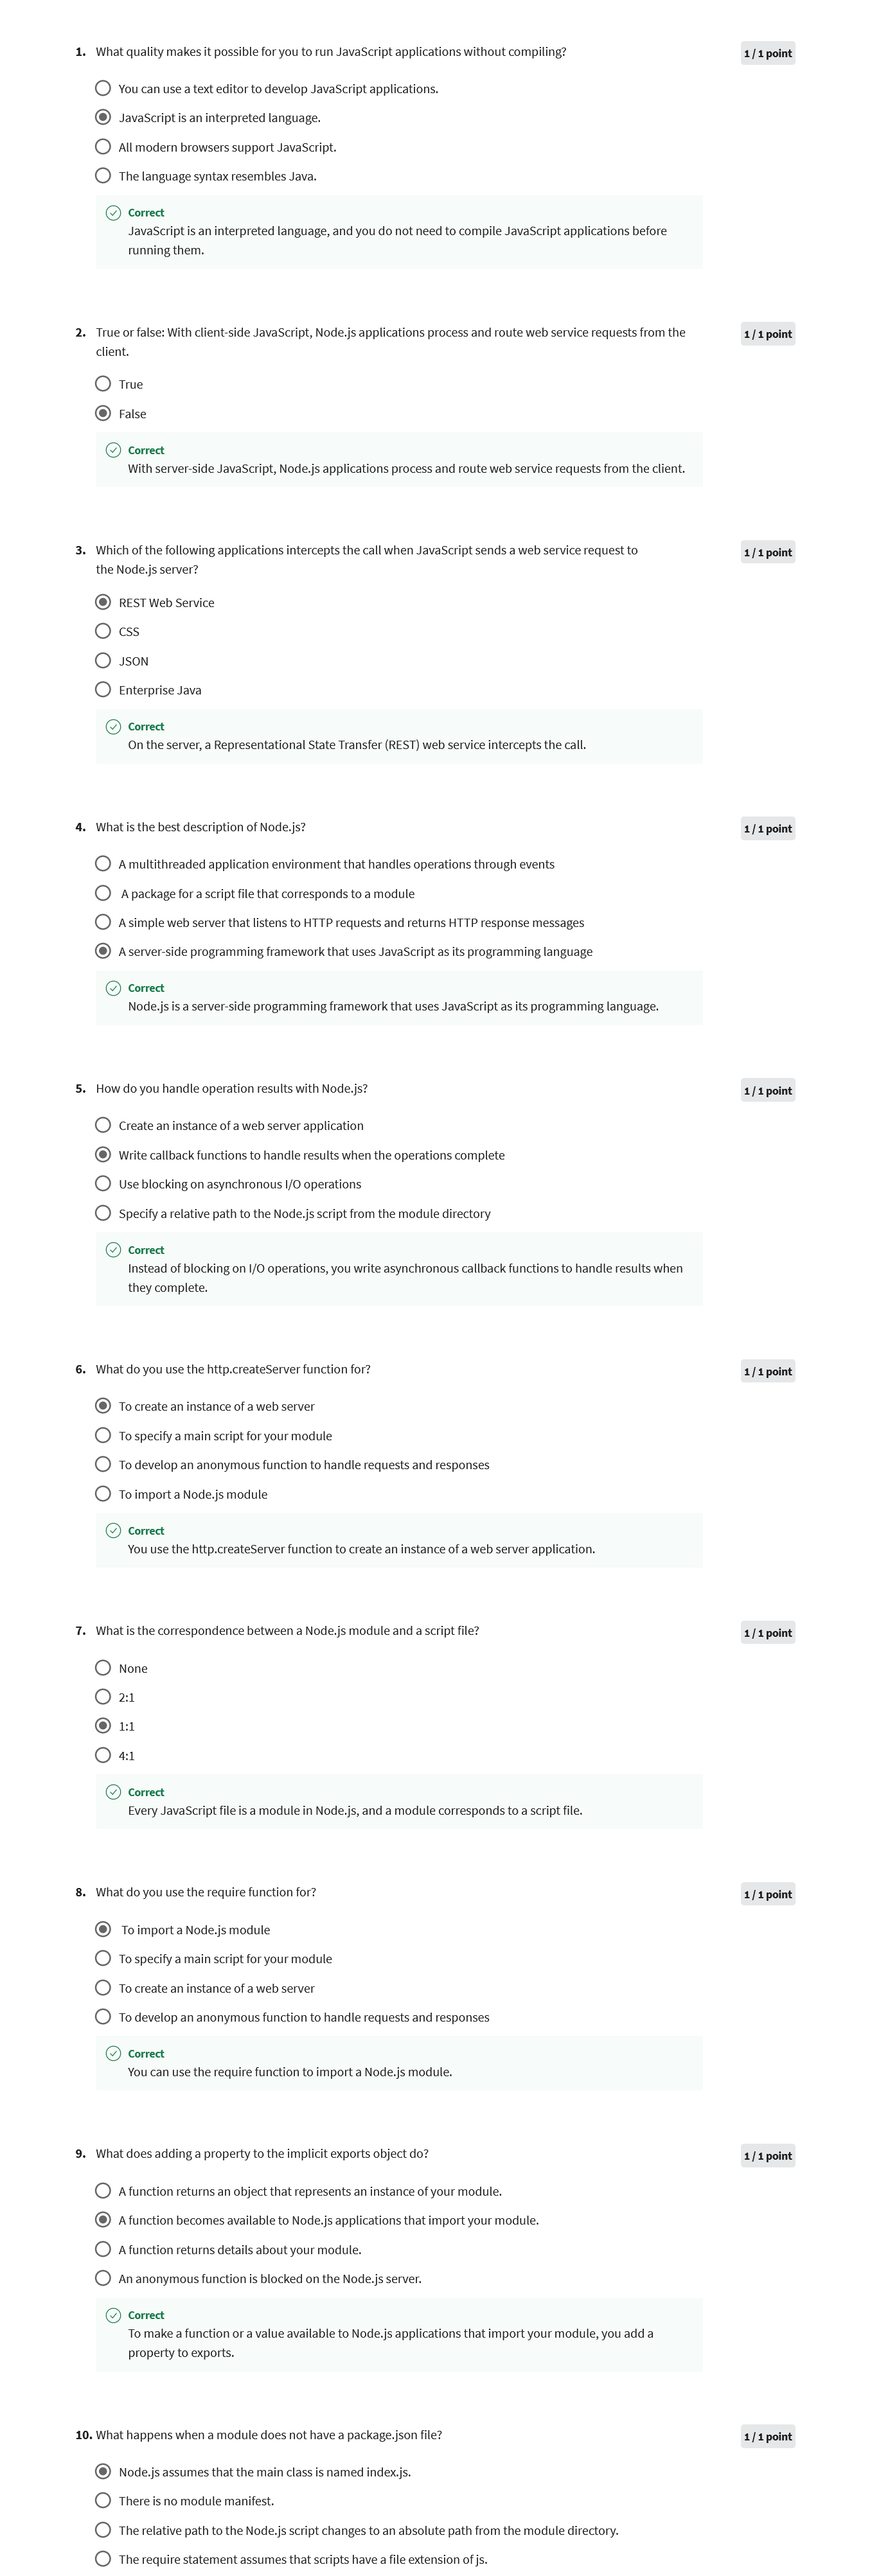 1. What quality makes it possible for you to run JavaScript applications without compiling?
1 / 1 point
You can use a text editor to develop JavaScript applications.
JavaScript is an interpreted language.
All modern browsers support JavaScript.
The language syntax resembles Java.
Correct
JavaScript is an interpreted language, and you do not need to compile JavaScript applications before
running them.
2. True or false: With client-side JavaScript, Node.js applications process and route web service requests from the
client.
1 / 1 point
True
False
Correct
With server-side JavaScript, Node.js applications process and route web service requests from the client.
3. Which of the following applications intercepts the call when JavaScript sends a web service request to
the Node.js server?
1 / 1 point
REST Web Service
CSS
JSON
Enterprise Java
Correct
On the server, a Representational State Transfer (REST) web service intercepts the call.
4. What is the best description of Node.js?
1 / 1 point
A multithreaded application environment that handles operations through events
A package for a script file that corresponds to a module
A simple web server that listens to HTTP requests and returns HTTP response messages
A server-side programming framework that uses JavaScript as its programming language
Correct
Node.js is a server-side programming framework that uses JavaScript as its programming language.
5. How do you handle operation results with Node.js?
1 / 1 point
Create an instance of a web server application
Write callback functions to handle results when the operations complete
Use blocking on asynchronous I/O operations
Specify a relative path to the Node.js script from the module directory
Correct
Instead of blocking on I/O operations, you write asynchronous callback functions to handle results when
they complete.
6. What do you use the http.createServer function for?
1 / 1 point
To create an instance of a web server
To specify a main script for your module
To develop an anonymous function to handle requests and responses
To import a Node.js module
Correct
You use the http.createServer function to create an instance of a web server application.
7. What is the correspondence between a Node.js module and a script file?
1 / 1 point
None
2:1
1:1
4:1
Correct
Every JavaScript file is a module in Node.js, and a module corresponds to a script file.
8. What do you use the require function for?
1 / 1 point
To import a Node.js module
To specify a main script for your module
To create an instance of a web server
To develop an anonymous function to handle requests and responses
Correct
You can use the require function to import a Node.js module.
9. What does adding a property to the implicit exports object do?
1 / 1 point
A function returns an object that represents an instance of your module.
A function becomes available to Node.js applications that import your module.
A function returns details about your module.
An anonymous function is blocked on the Node.js server.
Correct
To make a function or a value available to Node.js applications that import your module, you add a
property to exports.
10. What happens when a module does not have a package.json file?
1 / 1 point
Node.js assumes that the main class is named index.js.
There is no module manifest.
The relative path to the Node.js script changes to an absolute path from the module directory.
The require statement assumes that scripts have a file extension of js.